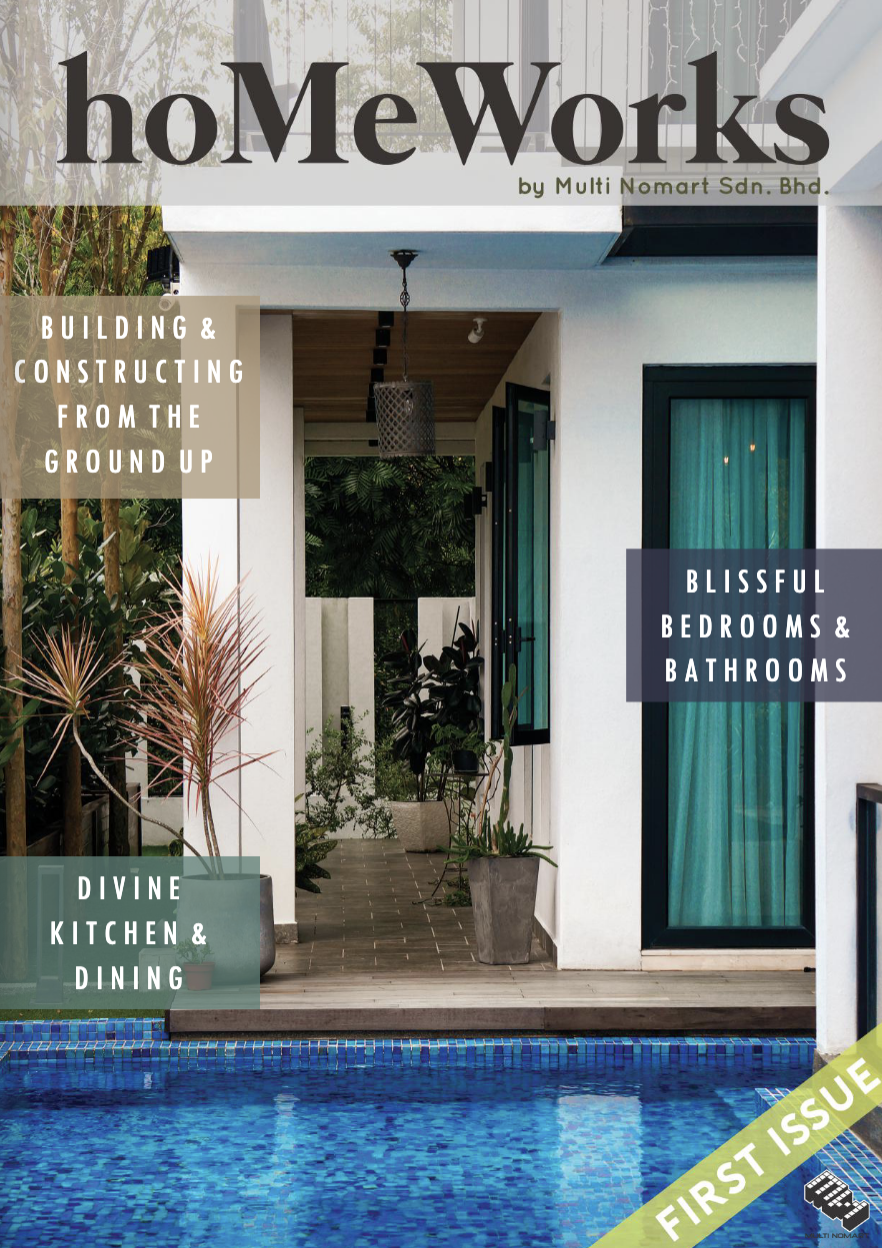 hoMeWorks
by Multi Nomart Sdn. Bhd.
BUILDING &
CONSTRUCTING
FROM THE
GROUND UP
BLISSFUL
BEDROOMS &
BATHROOMS
DIVINE
KITCHEN &
DINING
FIRST ISSUE
MULTI NOMART